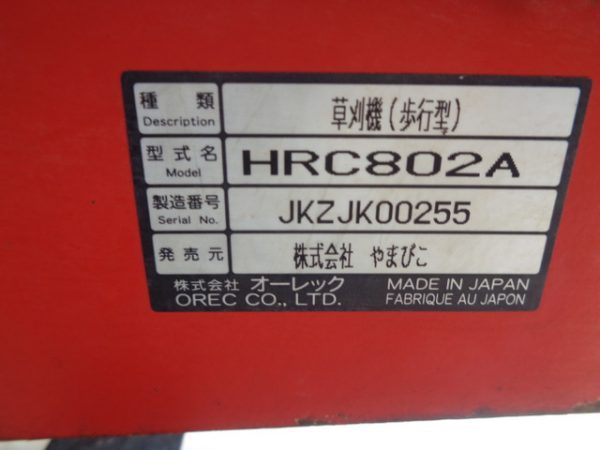 種類 草刈機(歩行型)
Description
型式名 HRC802A
Model
製造番号 JKZJK00255
Serial No.
発売元 株式会社 やまびこ
株式会社 オーレック MADE IN JAPAN
OREC CO., LTD. FABRIQUE AU JAPON